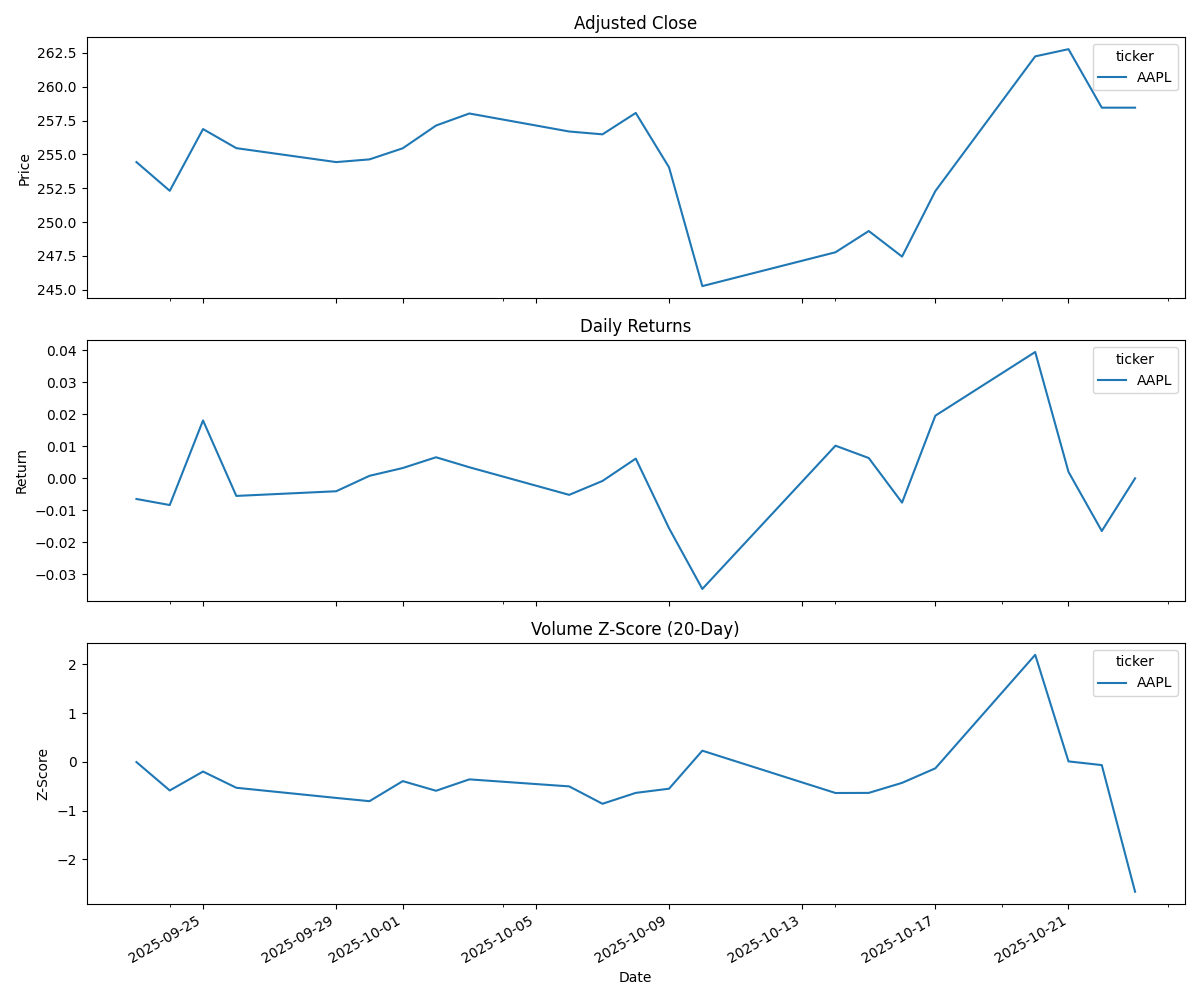 Adjusted Close
ticker
AAPL
262.5
260.0
257.5
255.0
252.5
250.0
247.5
245.0
Price
Daily Returns
ticker
AAPL
0.04
0.03
0.02
0.01
0.00
−0.01
−0.02
−0.03
Return
Volume Z-Score (20-Day)
ticker
AAPL
2
1
0
−1
−2
Z-Score
2025-09-25
2025-09-29
2025-10-01
2025-10-05
2025-10-09
2025-10-13
2025-10-17
2025-10-21
Date